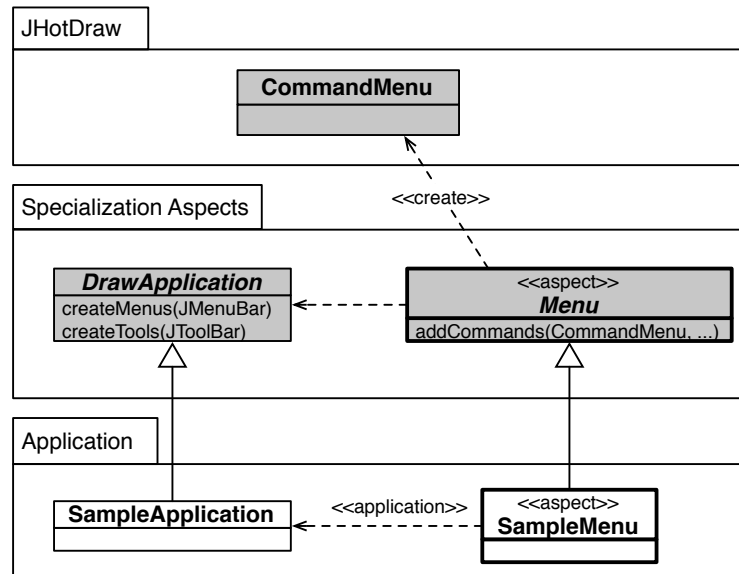 JHotDraw
CommandMenu
<<create>>
Specialization Aspects
DrawApplication
createMenus(JMenuBar)
createTools(JToolBar)
<<aspect>>
Menu
addCommands(CommandMenu, ...)
Application
SampleApplication
<<application>>
<<aspect>>
SampleMenu